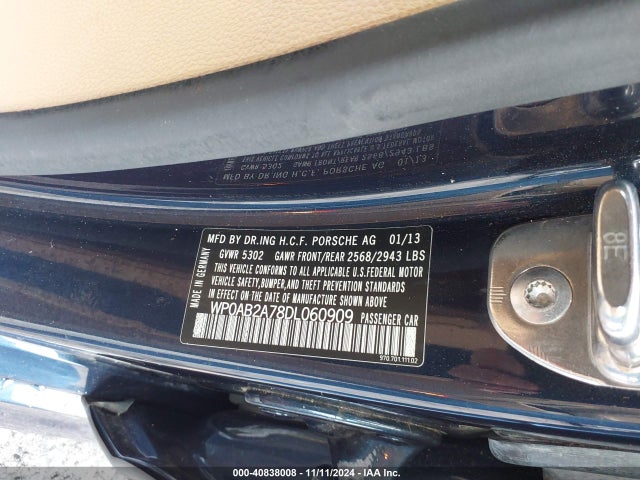 MFD BY DR.ING H.C.F. PORSCHE AG 01/13
GVWR 5302 GAWR FRONT/REAR 2568/2943 LBS
THIS VEHICLE CONFORMS TO ALL APPLICABLE U.S.FEDERAL MOTOR
VEHICLE SAFETY,BUMPER,AND THEFT PREVENTION STANDARDS
IN EFFECT ON THE DATE OF MANUFACTURE SHOWN ABOVE.
WP0AB2A78DL060909 PASSENGER CAR
MADE IN GERMANY
970.701.111.02
8E
000-40838008 - 11/11/2024 - IAA Inc.